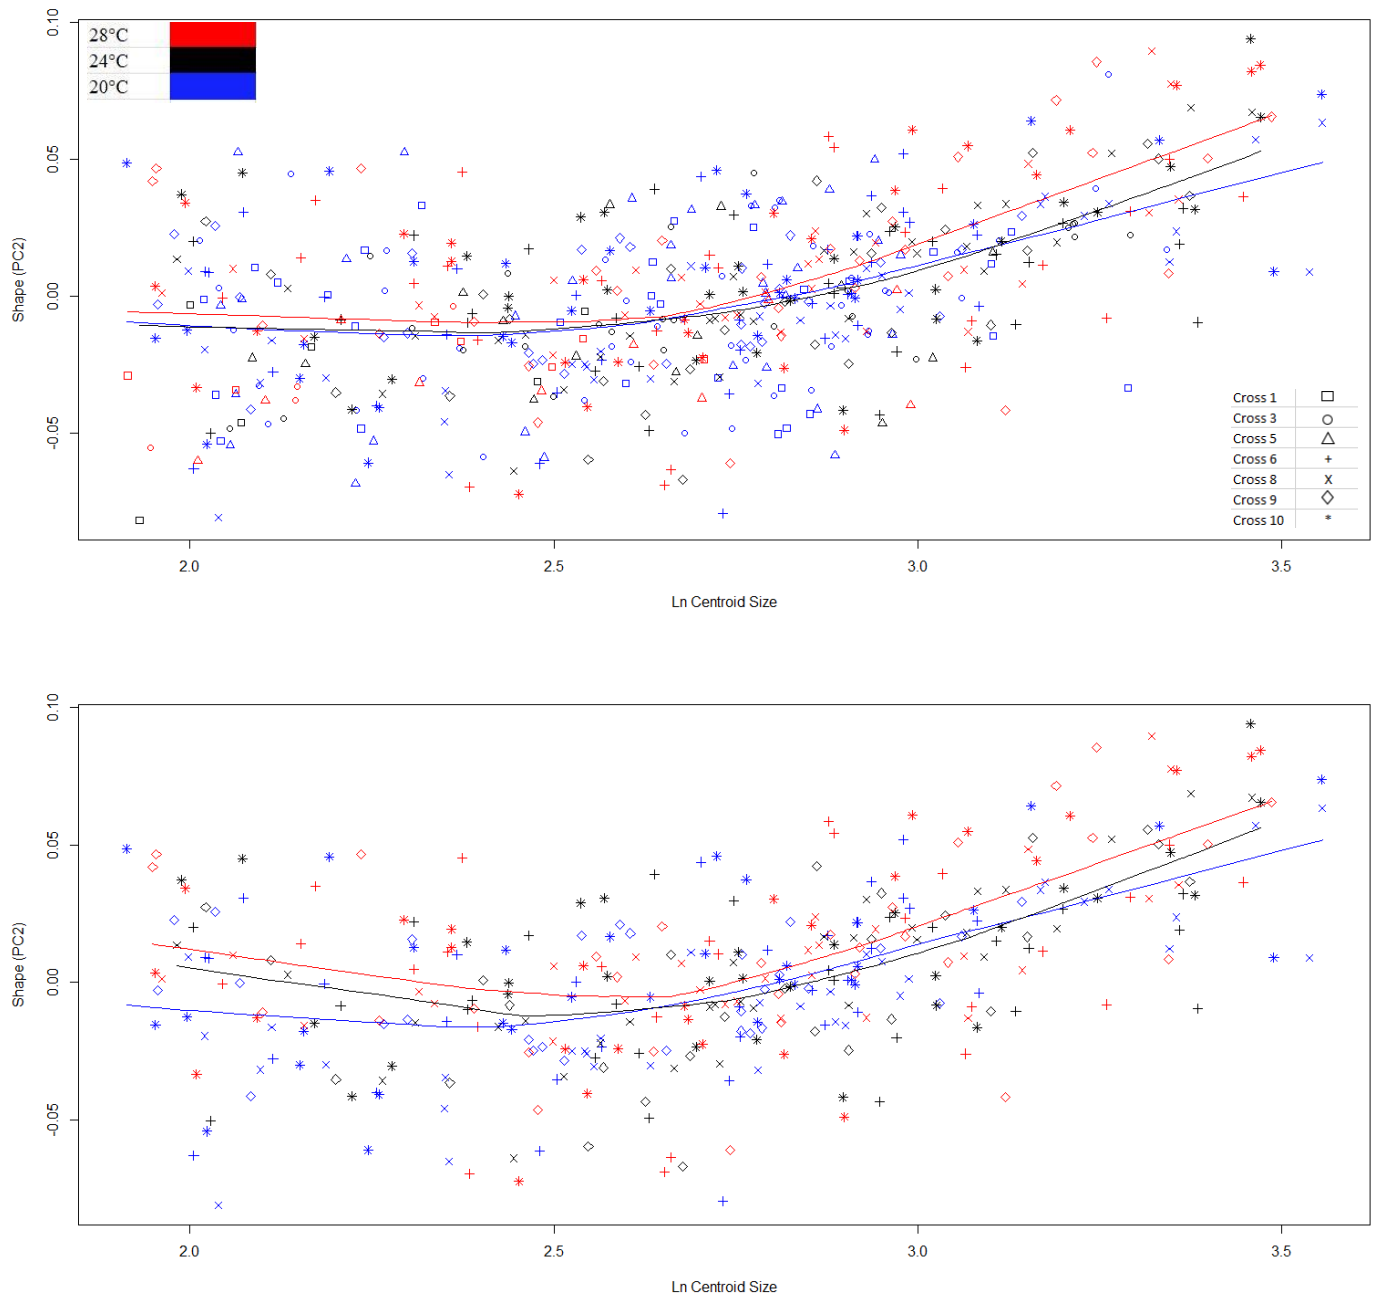 28°C
24°C
20°C
0.10
0.05
0.00
-0.05
Shape (PC2)
Cross 1
Cross 3
Cross 5
Cross 6 +
Cross 8 x
Cross 9
Cross 10 *
2.0 2.5 3.0 3.5
Ln Centroid Size
0.10
0.05
0.00
-0.05
Shape (PC2)
2.0 2.5 3.0 3.5
Ln Centroid Size